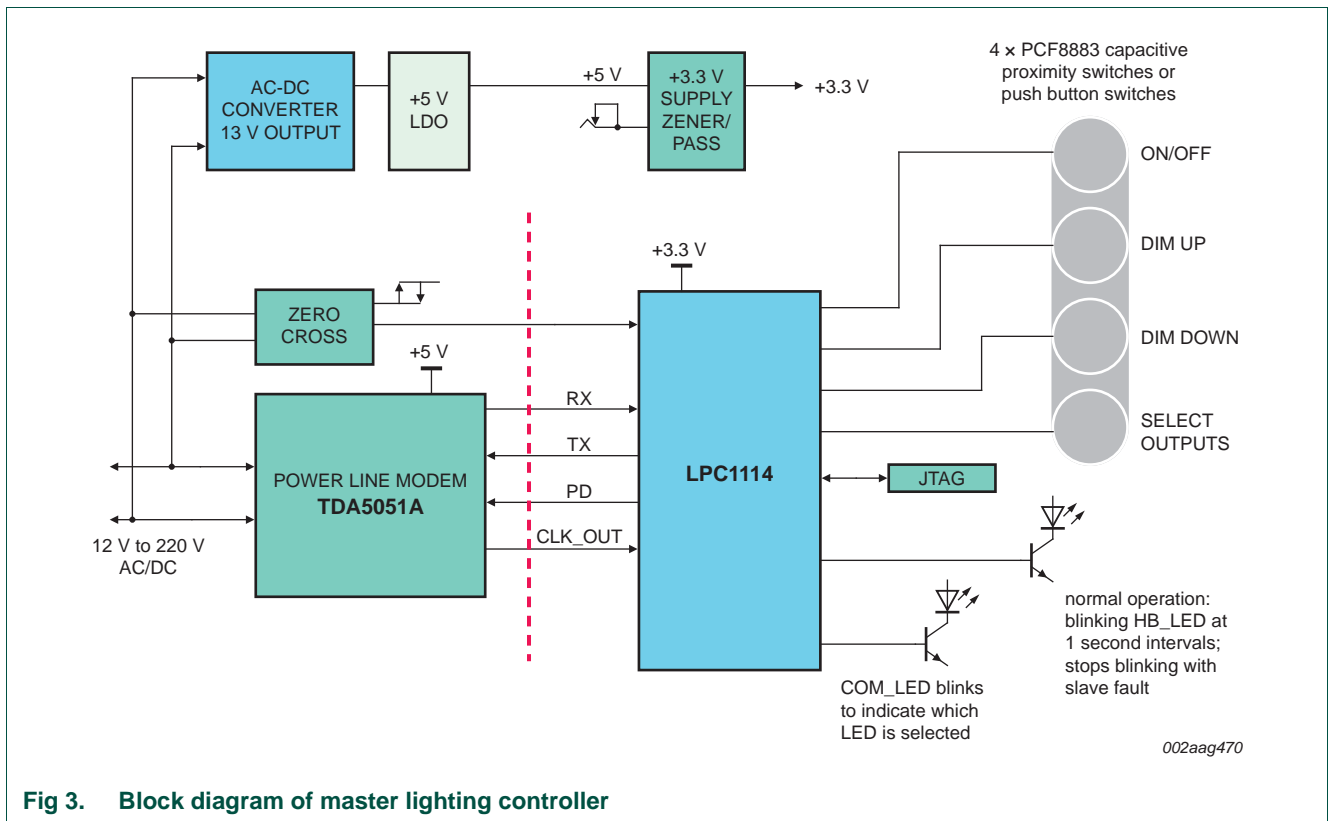 AC-DC
CONVERTER
13 V OUTPUT
+5 V
LDO
+5 V
+3.3 V
SUPPLY
ZENER/
PASS
+3.3 V
4 × PCF8883 capacitive
proximity switches or
push button switches
ON/OFF
DIM UP
DIM DOWN
SELECT
OUTPUTS
ZERO
CROSS
+5 V
+3.3 V
POWER LINE MODEM
TDA5051A
RX
TX
PD
CLK_OUT
LPC1114
JTAG
12 V to 220 V
AC/DC
normal operation:
blinking HB_LED at
1 second intervals;
stops blinking with
slave fault
COM_LED blinks
to indicate which
LED is selected
002aag470
Fig 3. Block diagram of master lighting controller